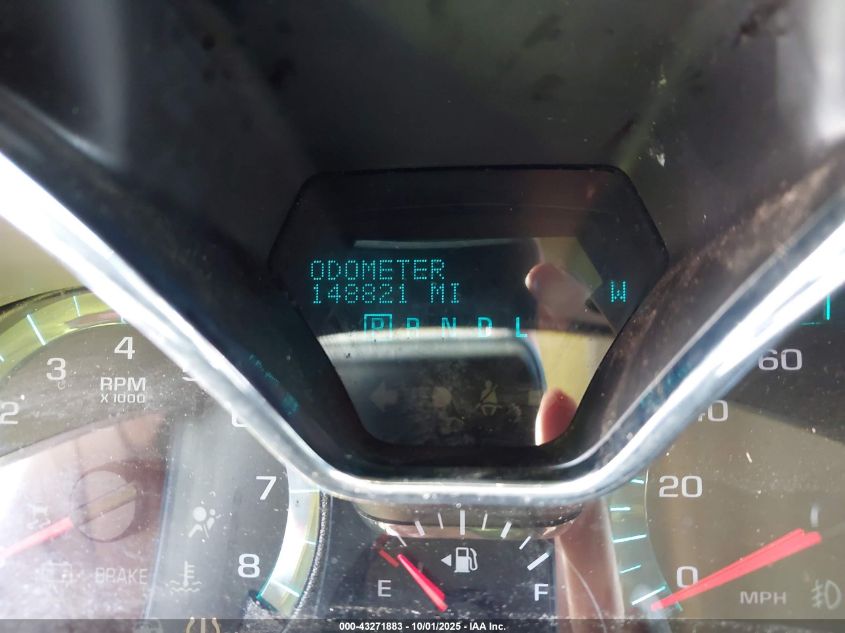 ODOMETER
148821 MI W
P R N D L
4
3
2
RPM
X 1000
7
8
BRAKE
E F
60
40
20
0
MPH
000-43271883 - 10/01/2025 - IAA Inc.